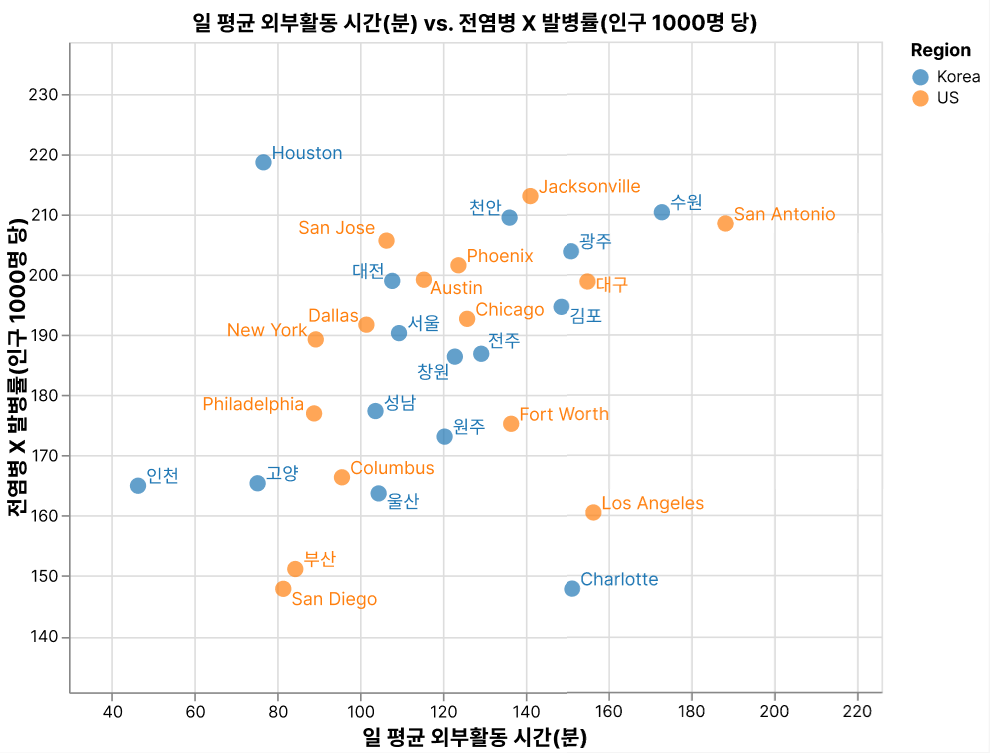 일 평균 외부활동 시간(분) vs. 전염병 X 발병률(인구 1000명 당)
Region
Korea
US
전염병 X 발병률(인구 1000명 당)
230
220
210
200
190
180
170
160
150
140
Houston
Jacksonville
천안
수원
San Antonio
San Jose
광주
Phoenix
대전
대구
Austin
Chicago
Dallas
서울
김포
New York
전주
창원
Philadelphia
성남
Fort Worth
원주
Columbus
인천
고양
울산
Los Angeles
부산
Charlotte
San Diego
40
60
80
100
120
140
160
180
200
220
일 평균 외부활동 시간(분)